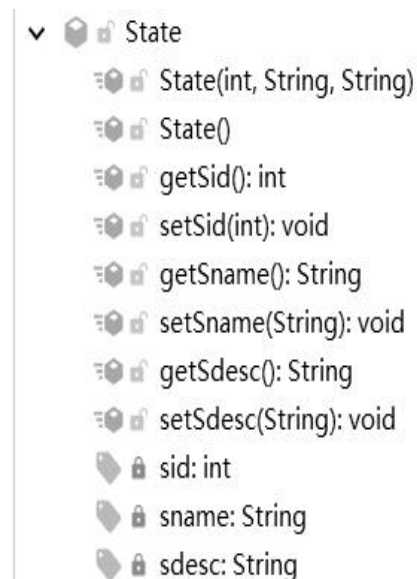 State
State(int, String, String)
State()
getSid(): int
setSid(int): void
getSname(): String
setSname(String): void
getSdesc(): String
setSdesc(String): void
sid: int
sname: String
sdesc: String